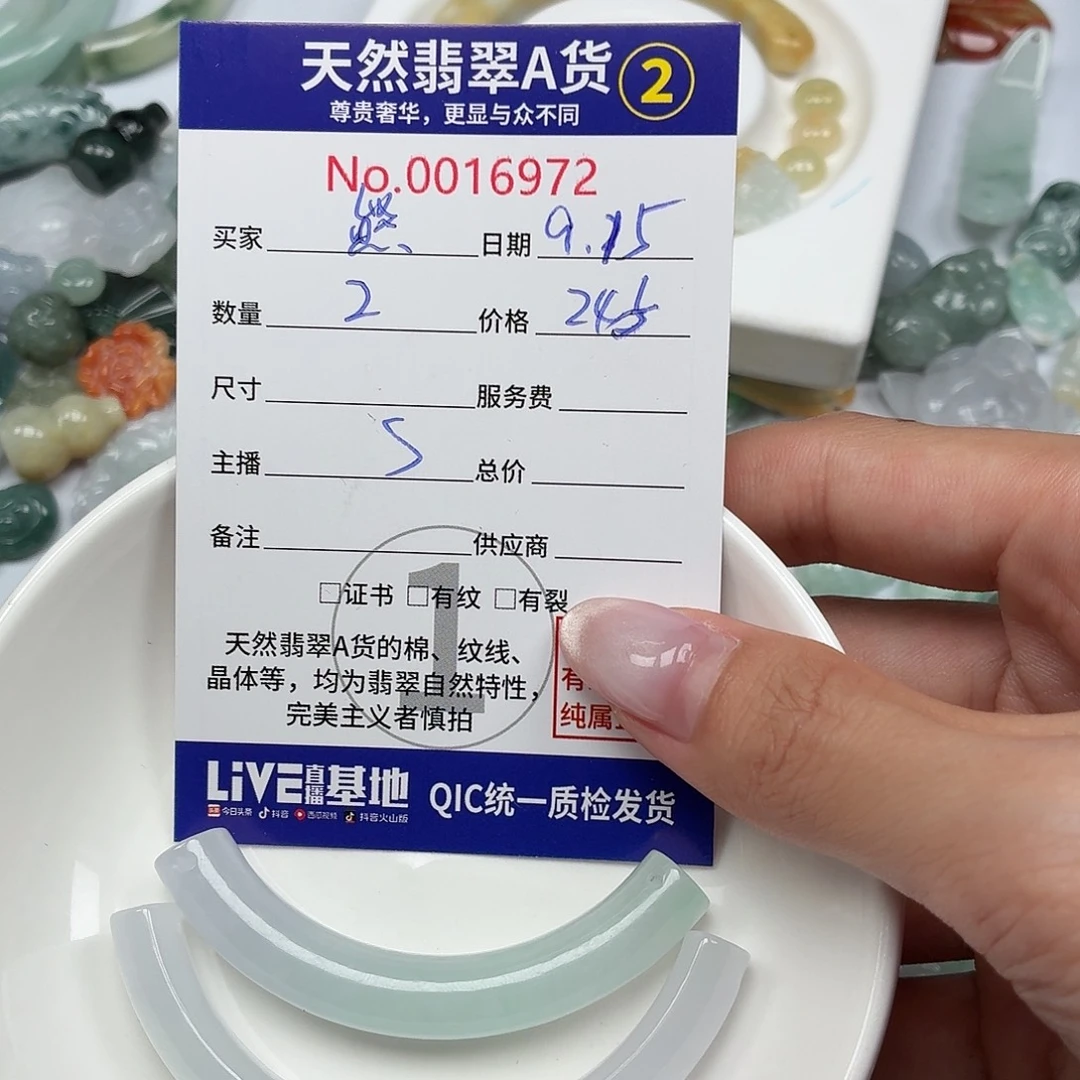 天然翡翠A货 2
尊贵奢华，更显与众不同
No.0016972
买家 熊 日期 9.15
数量 2 价格
尺寸 服务费
主播 S 总价
备注 供应商
□证书 □有纹 □有裂
1
天然翡翠A货的棉、纹线、
晶体等，均为翡翠自然特性，
完美主义者慎拍
有
纯属
LiVE直播基地 QIC统一质检发货
头条 今日头条 抖音 西瓜视频 抖音火山版